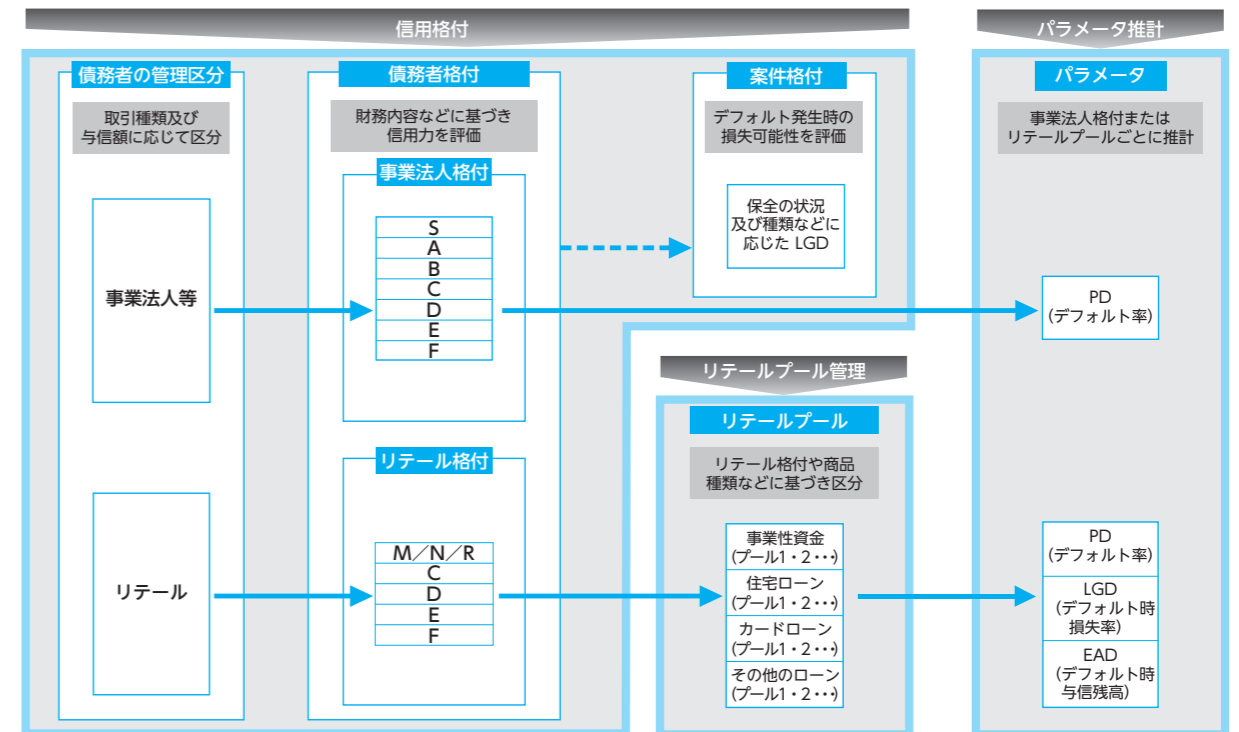 信用格付
パラメータ推計
債務者の管理区分
取引種類及び
与信額に応じて区分
事業法人等
リテール
債務者格付
財務内容などに基づき
信用力を評価
事業法人格付
S
A
B
C
D
E
F
リテール格付
M／N／R
C
D
E
F
案件格付
デフォルト発生時の
損失可能性を評価
保全の状況
及び種類などに
応じた LGD
リテールプール管理
リテールプール
リテール格付や商品
種類などに基づき区分
事業性資金
(プール1・2・・・)
住宅ローン
(プール1・2・・・)
カードローン
(プール1・2・・・)
その他のローン
(プール1・2・・・)
パラメータ
事業法人格付または
リテールプールごとに推計
PD
(デフォルト率)
PD
(デフォルト率)
LGD
(デフォルト時
損失率)
EAD
(デフォルト時
与信残高)